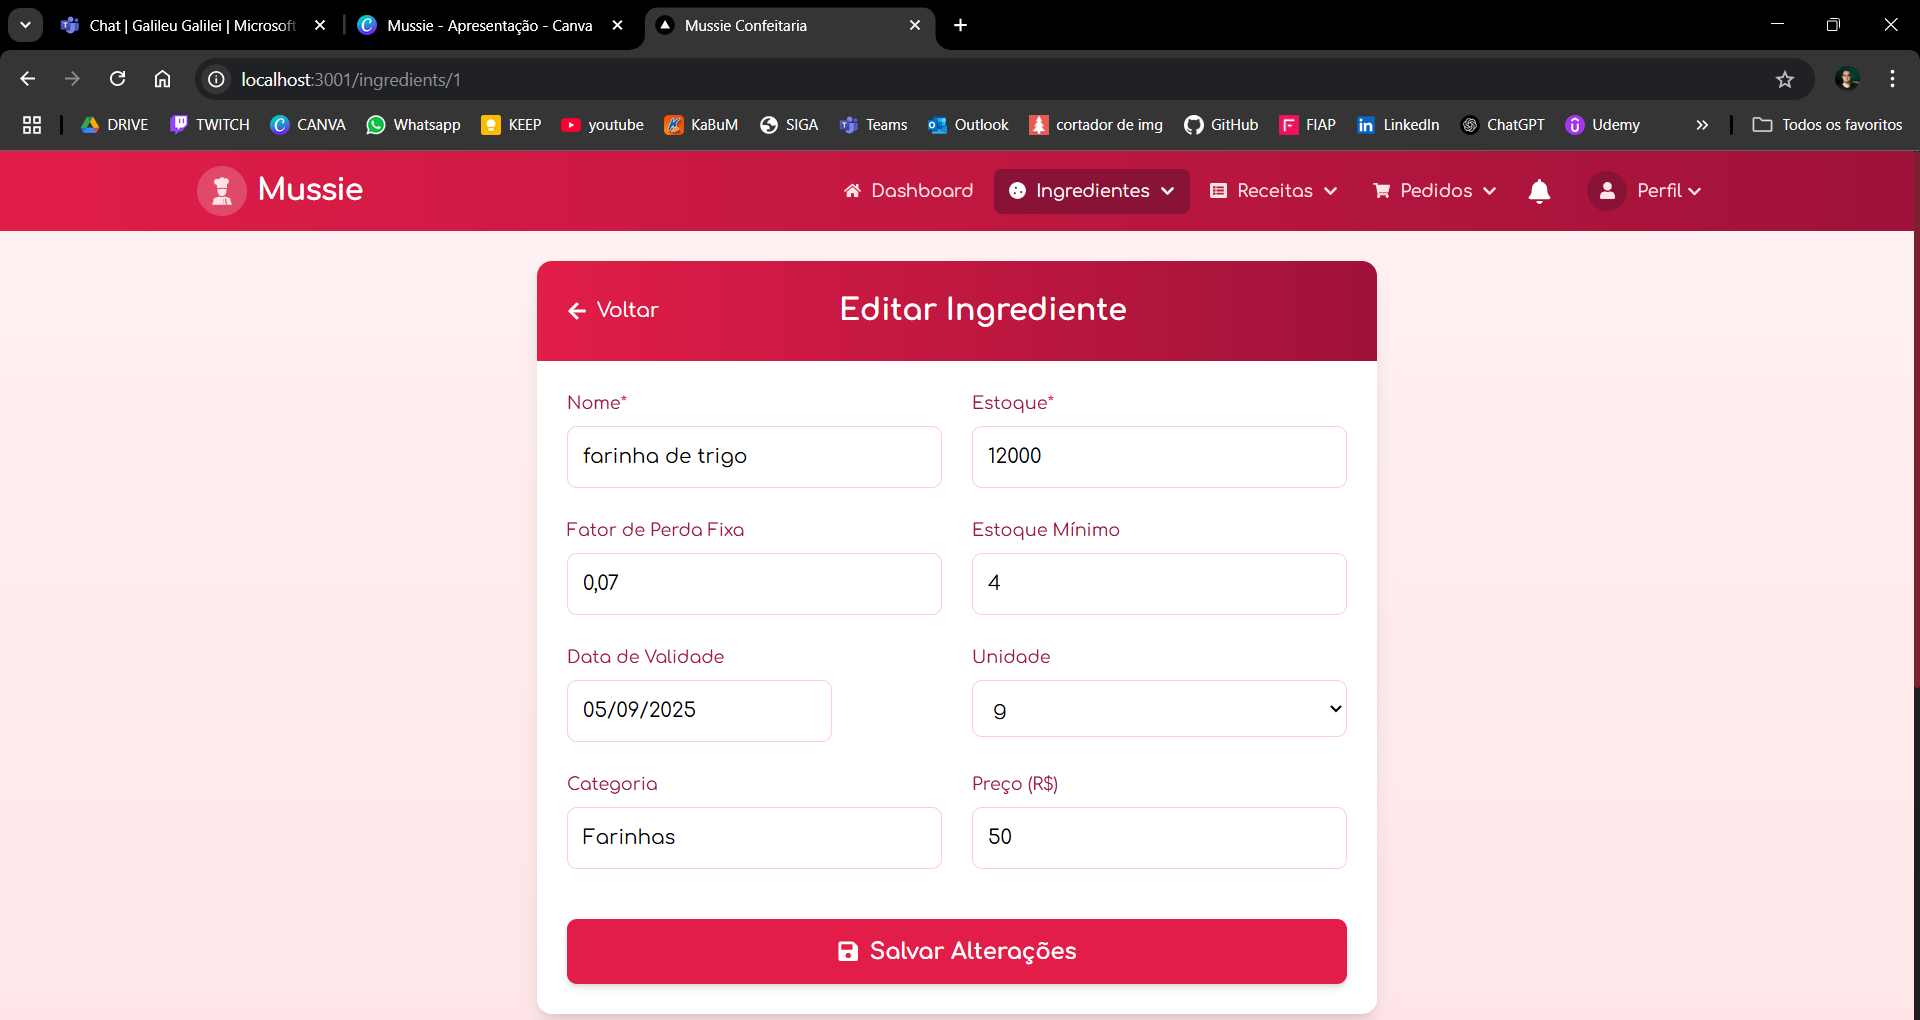 Chat | Galileu Galilei | Microsoft
Mussie - Apresentação - Canva
Mussie Confeitaria
localhost:3001/ingredients/1
DRIVE
TWITCH
CANVA
Whatsapp
KEEP
youtube
KaBuM
SIGA
Teams
Outlook
cortador de img
GitHub
FIAP
LinkedIn
ChatGPT
Udemy
Todos os favoritos
Mussie
Dashboard
Ingredientes
Receitas
Pedidos
Perfil
Voltar
Editar Ingrediente
Nome*
Estoque*
farinha de trigo
12000
Fator de Perda Fixa
Estoque Mínimo
0,07
4
Data de Validade
Unidade
05/09/2025
g
Categoria
Preço (R$)
Farinhas
50
Salvar Alterações